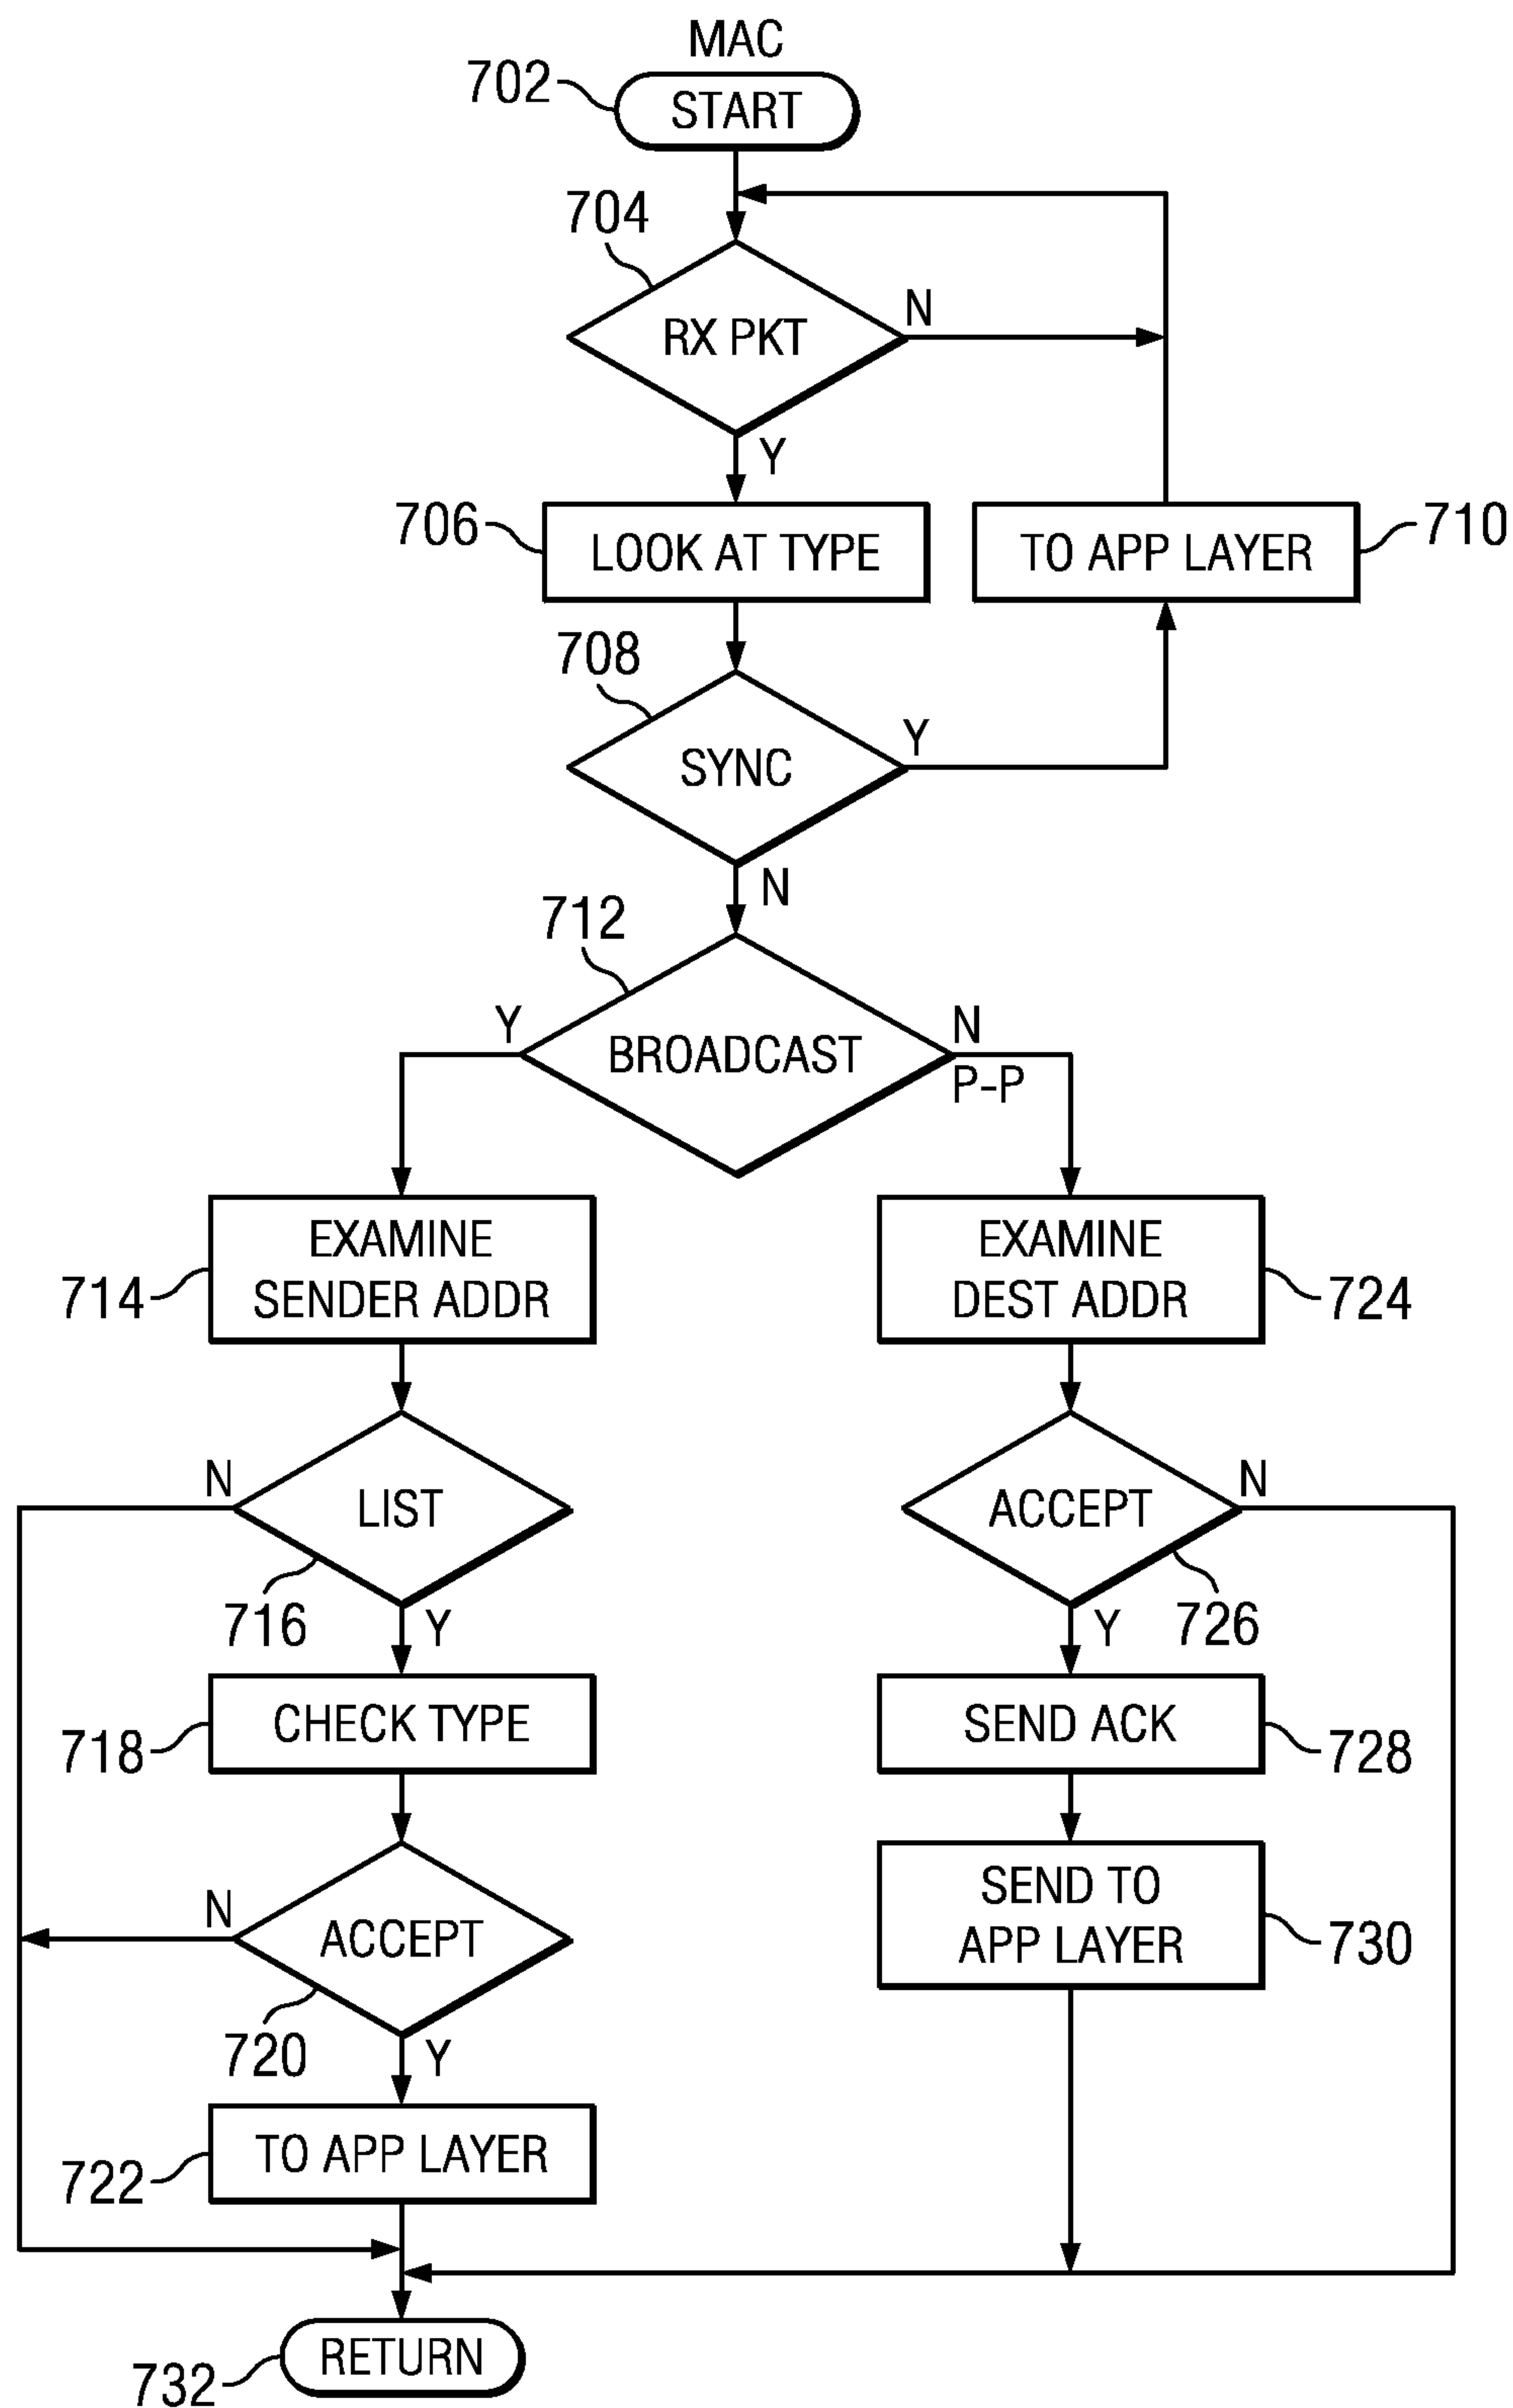 MAC
702
START
704
RX PKT
N
Y
706
LOOK AT TYPE
TO APP LAYER
710
708
SYNC
Y
N
712
Y
BROADCAST
N
P-P
EXAMINE
SENDER ADDR
714
EXAMINE
DEST ADDR
724
N
LIST
716
Y
ACCEPT
N
726
Y
718
CHECK TYPE
SEND ACK
728
N
ACCEPT
720
Y
SEND TO
APP LAYER
730
TO APP LAYER
722
RETURN
732